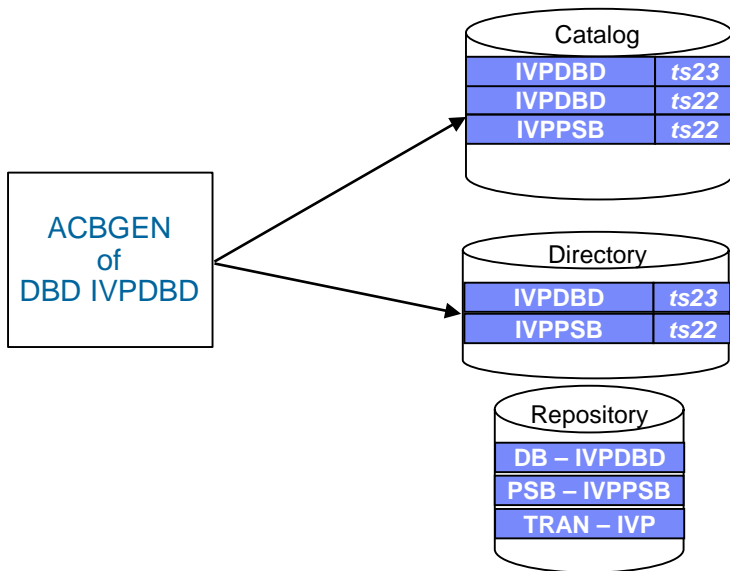 Catalog
IVPDBD ts23
IVPDBD ts22
IVPPSB ts22
ACBGEN
of
DBD IVPDBD
Directory
IVPDBD ts23
IVPPSB ts22
Repository
DB – IVPDBD
PSB – IVPPSB
TRAN – IVP